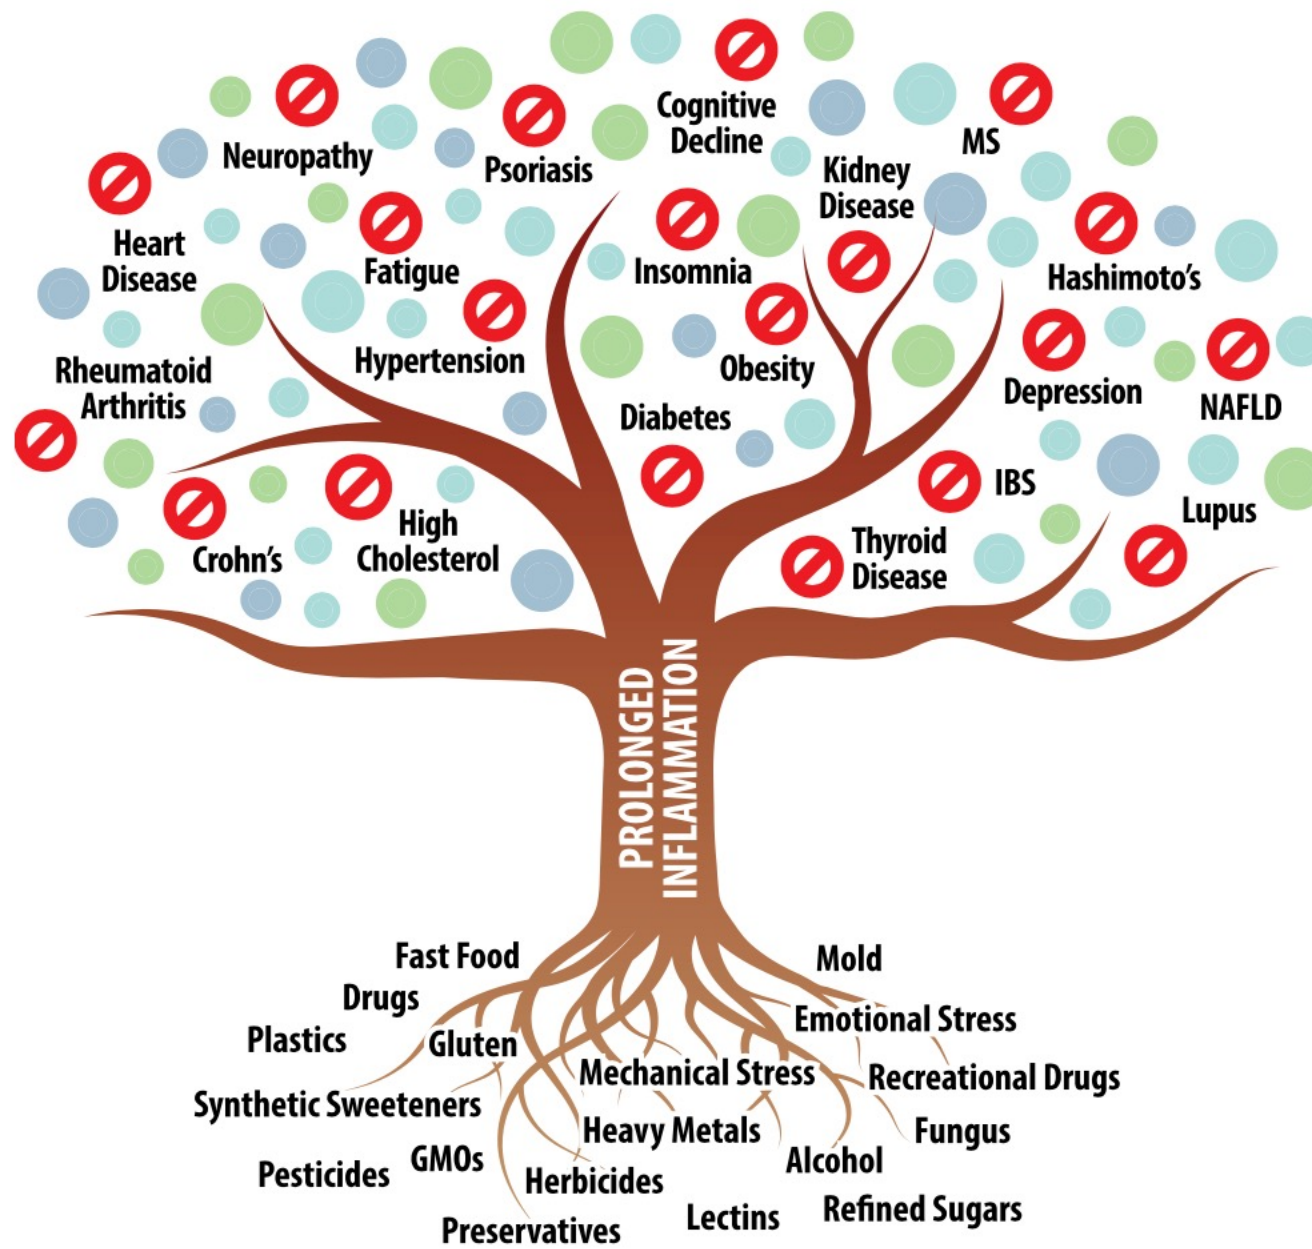 Cognitive
Decline
MS
Neuropathy
Psoriasis
Kidney
Disease
Heart
Disease
Fatigue
Insomnia
Hashimoto's
Hypertension
Obesity
Rheumatoid
Arthritis
Depression
NAFLD
Diabetes
IBS
Lupus
High
Cholesterol
Crohn's
Thyroid
Disease
PROLONGED
INFLAMMATION
Fast Food
Mold
Drugs
Emotional Stress
Plastics
Gluten
Mechanical Stress
Recreational Drugs
Synthetic Sweeteners
Heavy Metals
Fungus
GMOs
Alcohol
Pesticides
Herbicides
Refined Sugars
Lectins
Preservatives